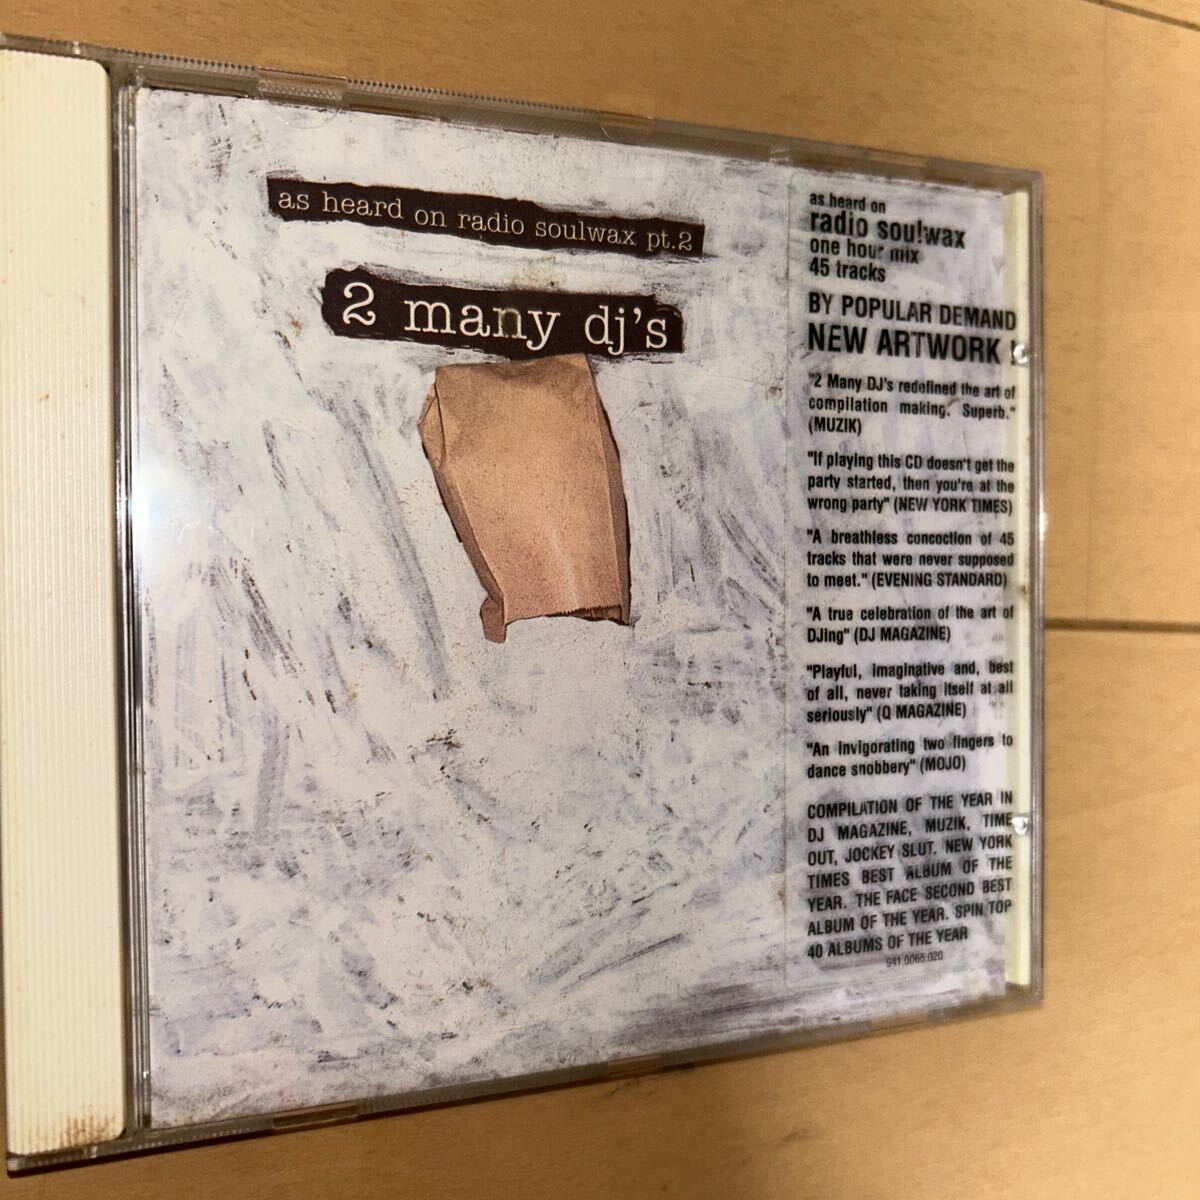 as heard on radio soulwax pt.2
2 many dj's
as heard on
radio soulwax
one hour mix
45 tracks
BY POPULAR DEMAND
NEW ARTWORK !
"2 Many DJ's redefined the art of
compilation making. Superb."
(MUZIK)
"If playing this CD doesn't get the
party started, then you're at the
wrong party" (NEW YORK TIMES)
"A breathless concoction of 45
tracks that were never supposed
to meet." (EVENING STANDARD)
"A true celebration of the art of
DJing" (DJ MAGAZINE)
"Playful, imaginative and, best
of all, never taking itself at all
seriously" (Q MAGAZINE)
"An invigorating two fingers to
dance snobbery" (MOJO)
COMPILATION OF THE YEAR IN
DJ MAGAZINE, MUZIK, TIME
OUT, JOCKEY SLUT. NEW YORK
TIMES BEST ALBUM OF THE
YEAR. THE FACE SECOND BEST
ALBUM OF THE YEAR. SPIN TOP
40 ALBUMS OF THE YEAR
941.0065.020